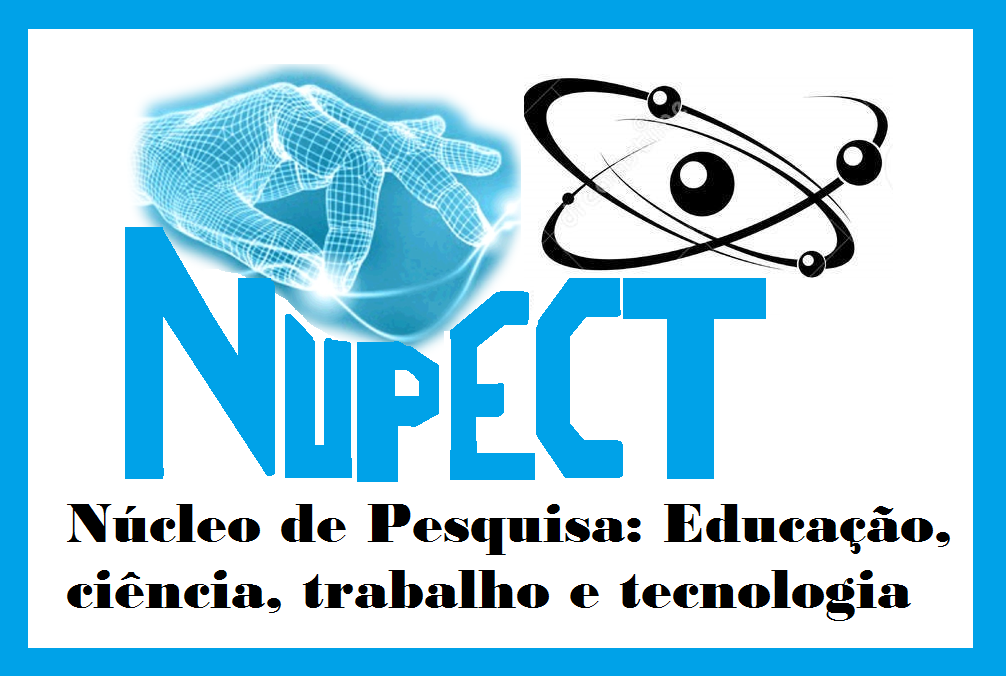 NUPECT
Núcleo de Pesquisa: Educação,
ciência, trabalho e tecnologia